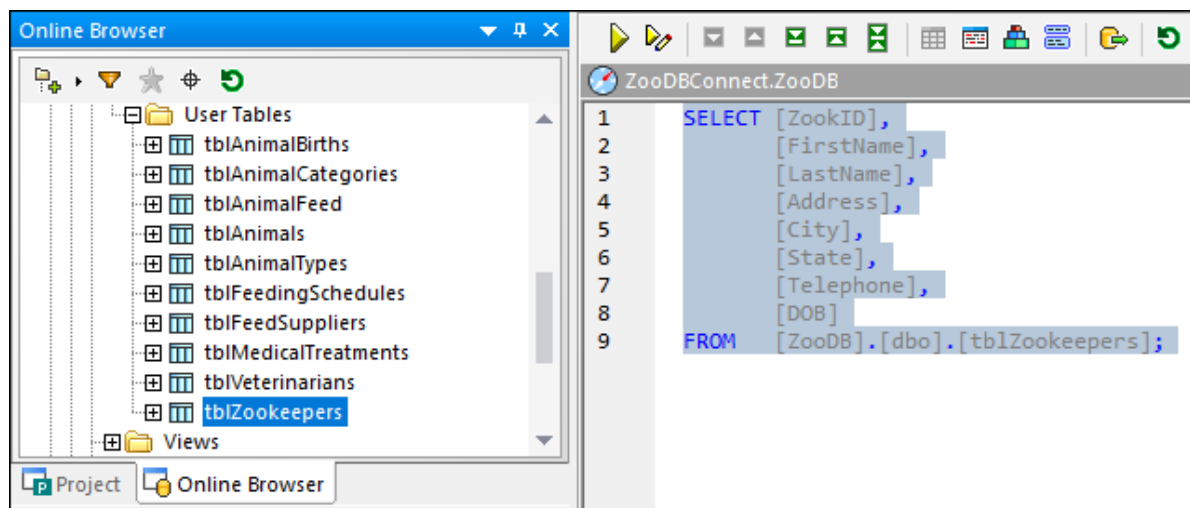 Online Browser
User Tables
tblAnimalBirths
tblAnimalCategories
tblAnimalFeed
tblAnimals
tblAnimalTypes
tblFeedingSchedules
tblFeedSuppliers
tblMedicalTreatments
tblVeterinarians
tblZookeepers
Views
Project
Online Browser
ZooDBConnect.ZooDB
1 SELECT [ZookID],
2 [FirstName],
3 [LastName],
4 [Address],
5 [City],
6 [State],
7 [Telephone],
8 [DOB]
9 FROM [ZooDB].[dbo].[tblZookeepers];